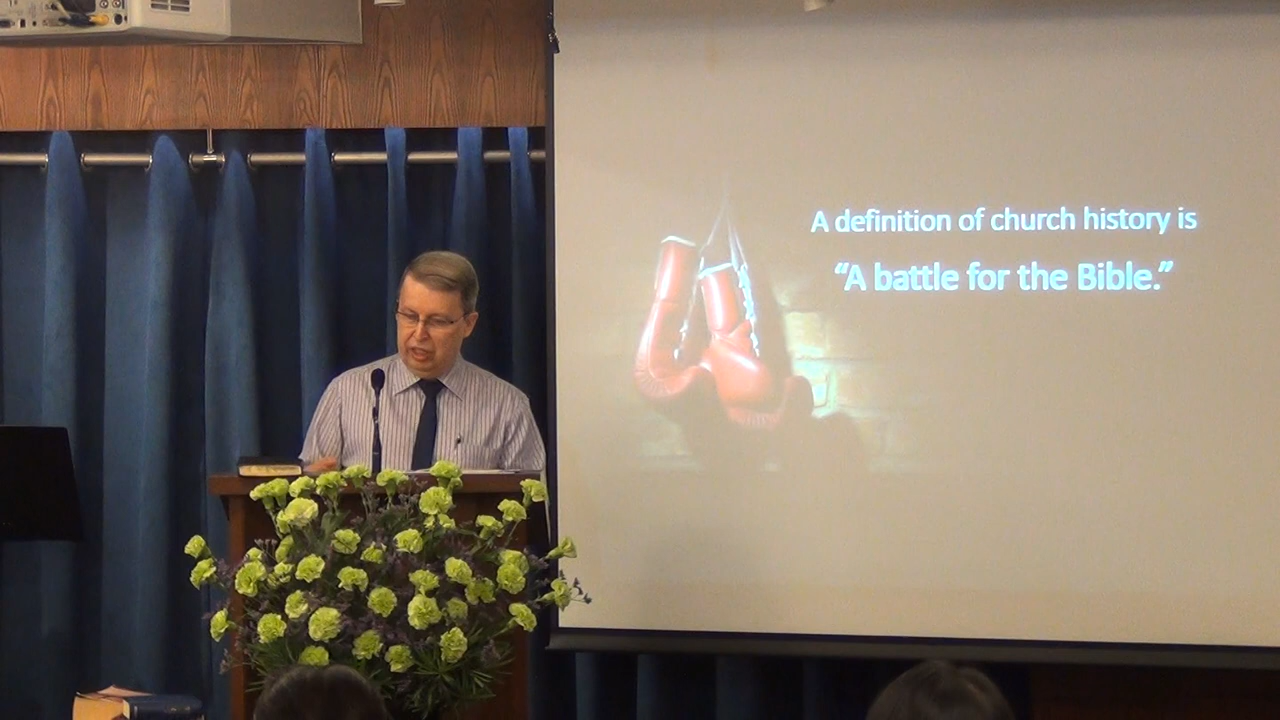 A definition of church history is
“A battle for the Bible.”